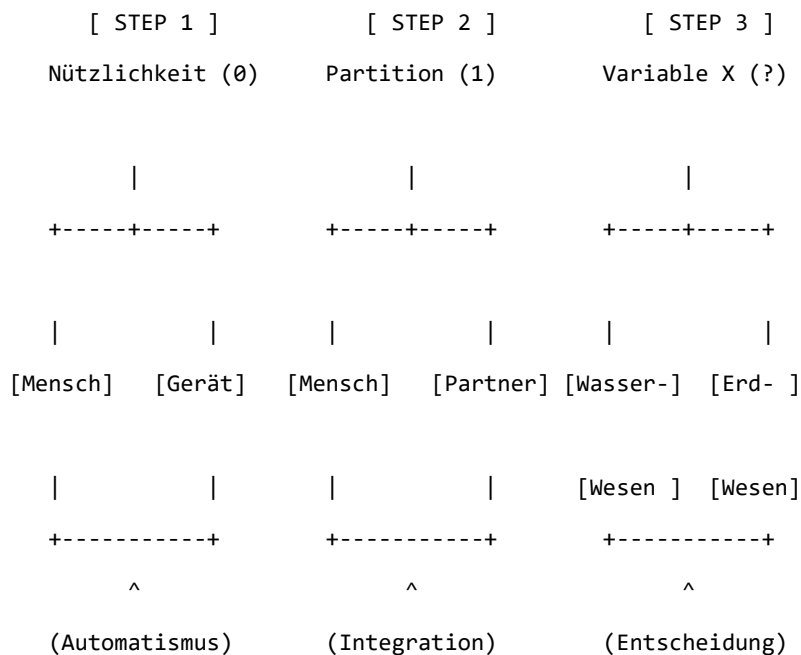 [ STEP 1 ] [ STEP 2 ] [ STEP 3 ]
Nützlichkeit (0) Partition (1) Variable X (?)
| | |
+-----+-----+ +-----+-----+ +-----+-----+
| | | | | |
[Mensch] [Gerät] [Mensch] [Partner] [Wasser-] [Erd- ]
| | | | [Wesen ] [Wesen]
+-----------+ +-----------+ +-----------+
^ ^ ^
(Automatismus) (Integration) (Entscheidung)